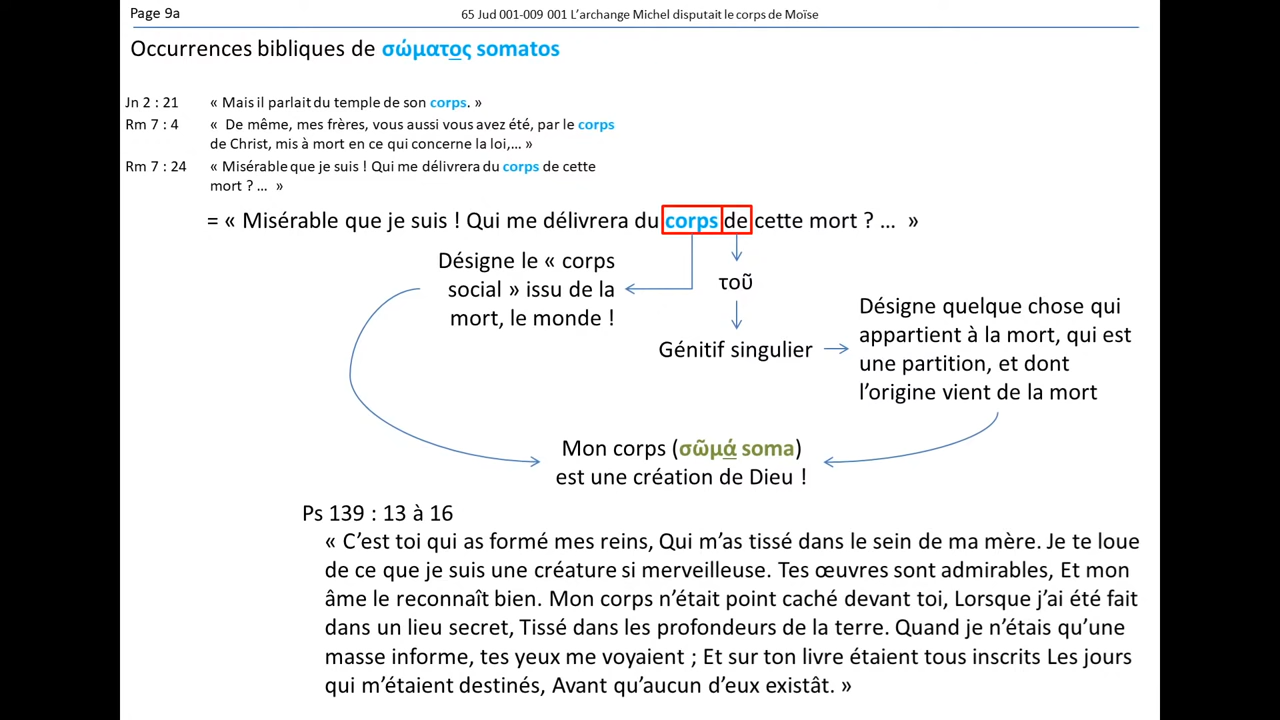 Page 9a
65 Jud 001-009 001 L’archange Michel disputait le corps de Moïse
Occurrences bibliques de σώματος somatos
Jn 2 : 21 « Mais il parlait du temple de son corps. »
Rm 7 : 4 « De même, mes frères, vous aussi vous avez été, par le corps
de Christ, mis à mort en ce qui concerne la loi,… »
Rm 7 : 24 « Misérable que je suis ! Qui me délivrera du corps de cette
mort ? … »
= « Misérable que je suis ! Qui me délivrera du corps de cette mort ? … »
Désigne le « corps
social » issu de la
mort, le monde !
τοῦ
Génitif singulier
Désigne quelque chose qui
appartient à la mort, qui est
une partition, et dont
l’origine vient de la mort
Mon corps (σῶμά soma)
est une création de Dieu !
Ps 139 : 13 à 16
« C’est toi qui as formé mes reins, Qui m’as tissé dans le sein de ma mère. Je te loue
de ce que je suis une créature si merveilleuse. Tes œuvres sont admirables, Et mon
âme le reconnaît bien. Mon corps n’était point caché devant toi, Lorsque j’ai été fait
dans un lieu secret, Tissé dans les profondeurs de la terre. Quand je n’étais qu’une
masse informe, tes yeux me voyaient ; Et sur ton livre étaient tous inscrits Les jours
qui m’étaient destinés, Avant qu’aucun d’eux existât. »